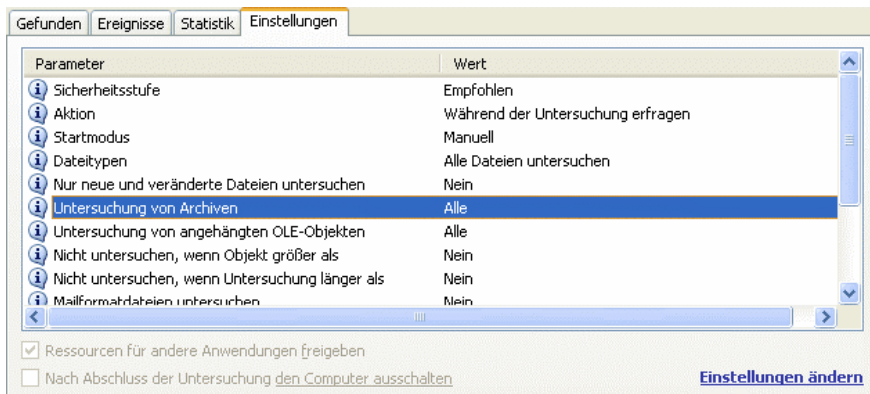 Gefunden Ereignisse Statistik Einstellungen
Parameter Wert
Sicherheitsstufe Empfohlen
Aktion Während der Untersuchung erfragen
Startmodus Manuell
Dateitypen Alle Dateien untersuchen
Nur neue und veränderte Dateien untersuchen Nein
Untersuchung von Archiven Alle
Untersuchung von angehängten OLE-Objekten Alle
Nicht untersuchen, wenn Objekt größer als Nein
Nicht untersuchen, wenn Untersuchung länger als Nein
Mailformatdateien untersuchen Nein
Ressourcen für andere Anwendungen freigeben
Nach Abschluss der Untersuchung den Computer ausschalten Einstellungen ändern